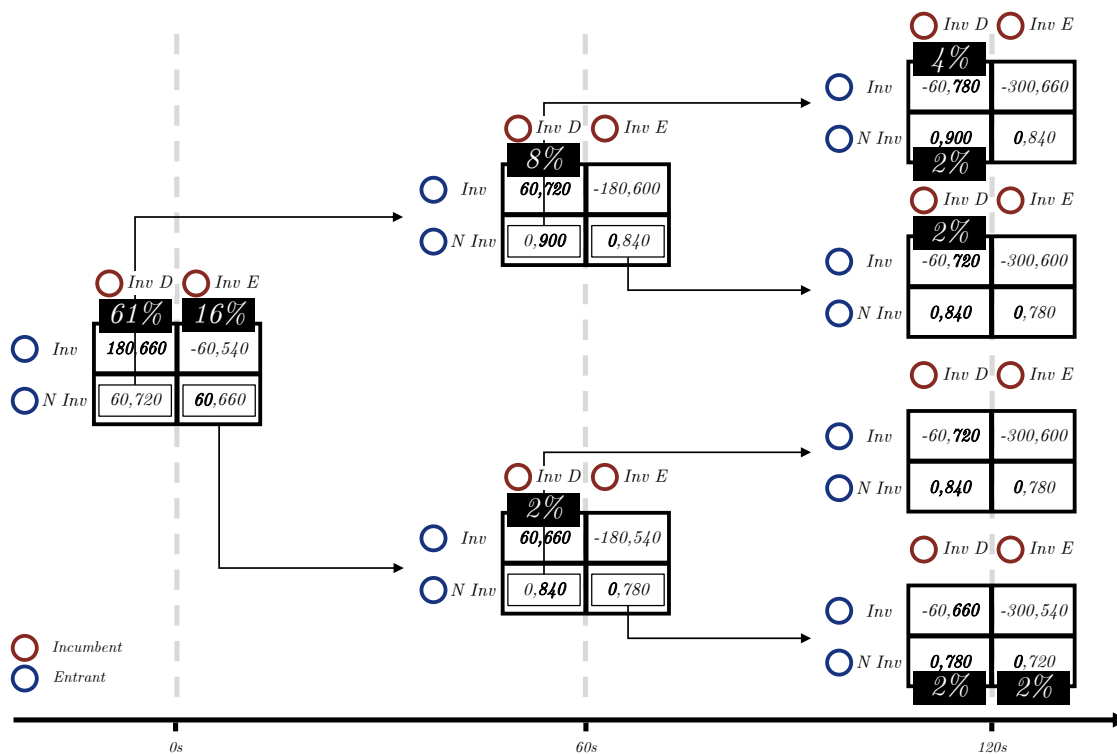 Inv D Inv E
4%
Inv -60,780 -300,660
N Inv 0,900 0,840
2%
Inv D Inv E
8%
Inv 60,720 -180,600
N Inv 0,900 0,840
Inv D Inv E
2%
Inv -60,720 -300,600
N Inv 0,840 0,780
Inv D Inv E
61% 16%
Inv 180,660 -60,540
N Inv 60,720 60,660
Inv D Inv E
Inv -60,720 -300,600
N Inv 0,840 0,780
Inv D Inv E
2%
Inv 60,660 -180,540
N Inv 0,840 0,780
Inv D Inv E
Inv -60,660 -300,540
N Inv 0,780 0,720
2% 2%
Incumbent
Entrant
0s 60s 120s